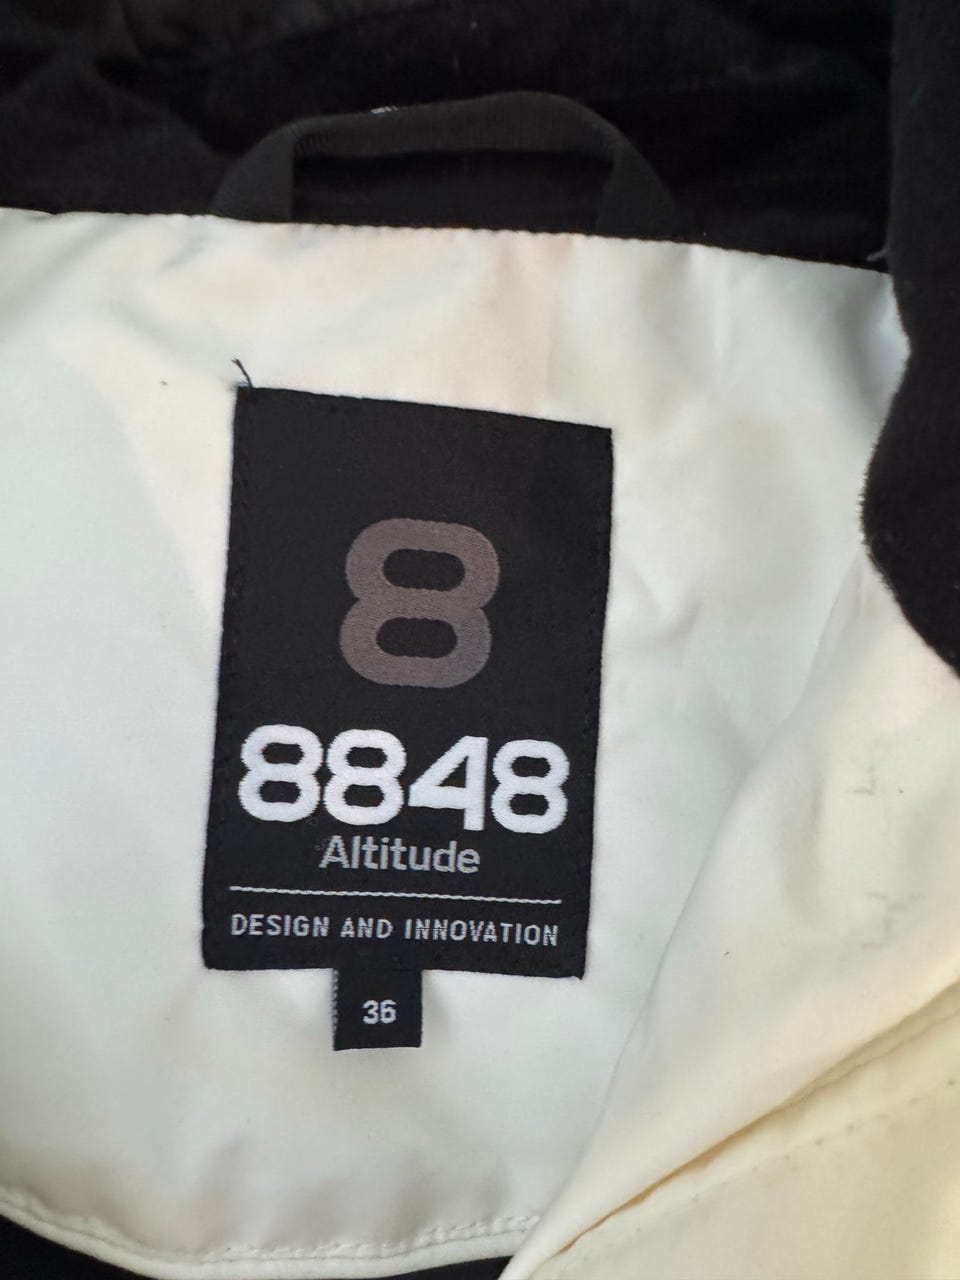 8
8848
Altitude
DESIGN AND INNOVATION
36